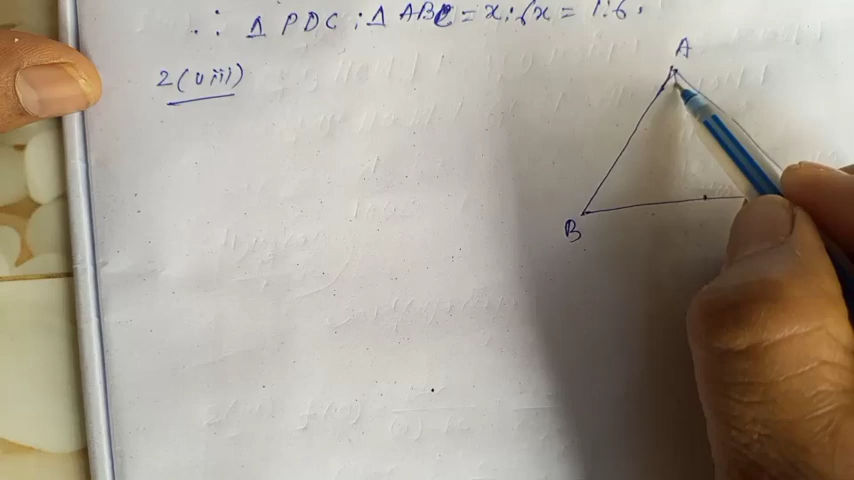 ∴ Δ PDC : Δ ABC = x : 6x = 1:6.
2(viii)
A
B